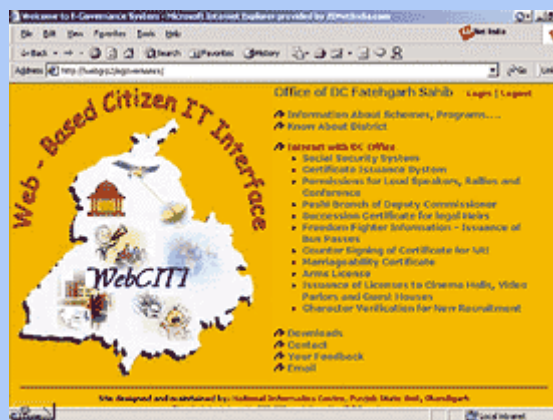 Welcome to E-Governance System - Microsoft Internet Explorer provided by
File Edit View Favorites Tools Help
Back Search Favorites History
Address
Web - Based Citizen IT Interface
WebCITI
Office of DC Fatehgarh Sahib Login | Logout
Information About Schemes, Programs....
Know About District
Interact with DC Office
Social Security System
Certificate Issuance System
Permissions for Loud Speakers, Rallies and
Conference
Peshi Branch of Deputy Commissioner
Succession Certificate for legal Heirs
Freedom Fighter Information - Issuance of
Bus Passes
Counter Signing of Certificate for NRI
Marriageability Certificate
Arms License
Issuance of Licenses to Cinema Halls, Video
Parlors and Guest Houses
Character Verification for New Recruitment
Downloads
Contact
Your Feedback
Email
Site designed and maintained by: National Informatics Centre, Punjab State Unit, Chandigarh
Local intranet